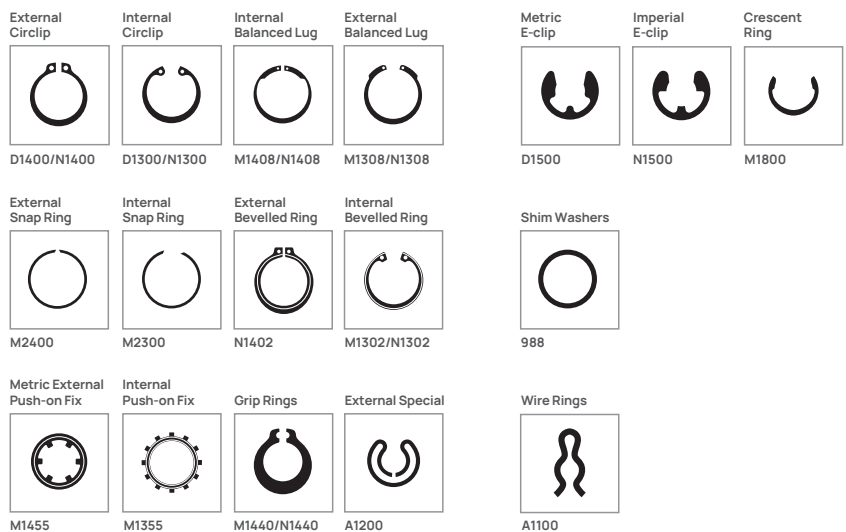 External
Circlip
Internal
Circlip
Internal
Balanced Lug
External
Balanced Lug
Metric
E-clip
Imperial
E-clip
Crescent
Ring
D1400/N1400
D1300/N1300
M1408/N1408
M1308/N1308
D1500
N1500
M1800
External
Snap Ring
Internal
Snap Ring
External
Bevelled Ring
Internal
Bevelled Ring
Shim Washers
M2400
M2300
N1402
M1302/N1302
988
Metric External
Push-on Fix
Internal
Push-on Fix
Grip Rings
External Special
Wire Rings
M1455
M1355
M1440/N1440
A1200
A1100